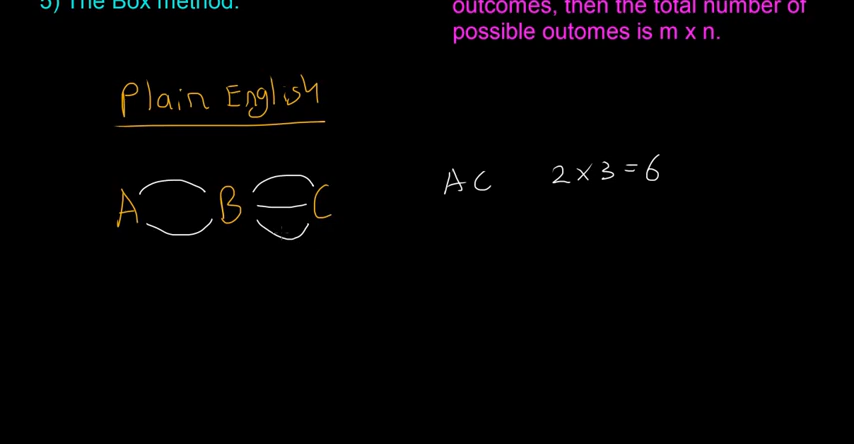 5) The Box method.
outcomes, then the total number of
possible outomes is m x n.
Plain English
A B C
AC 2 × 3 = 6